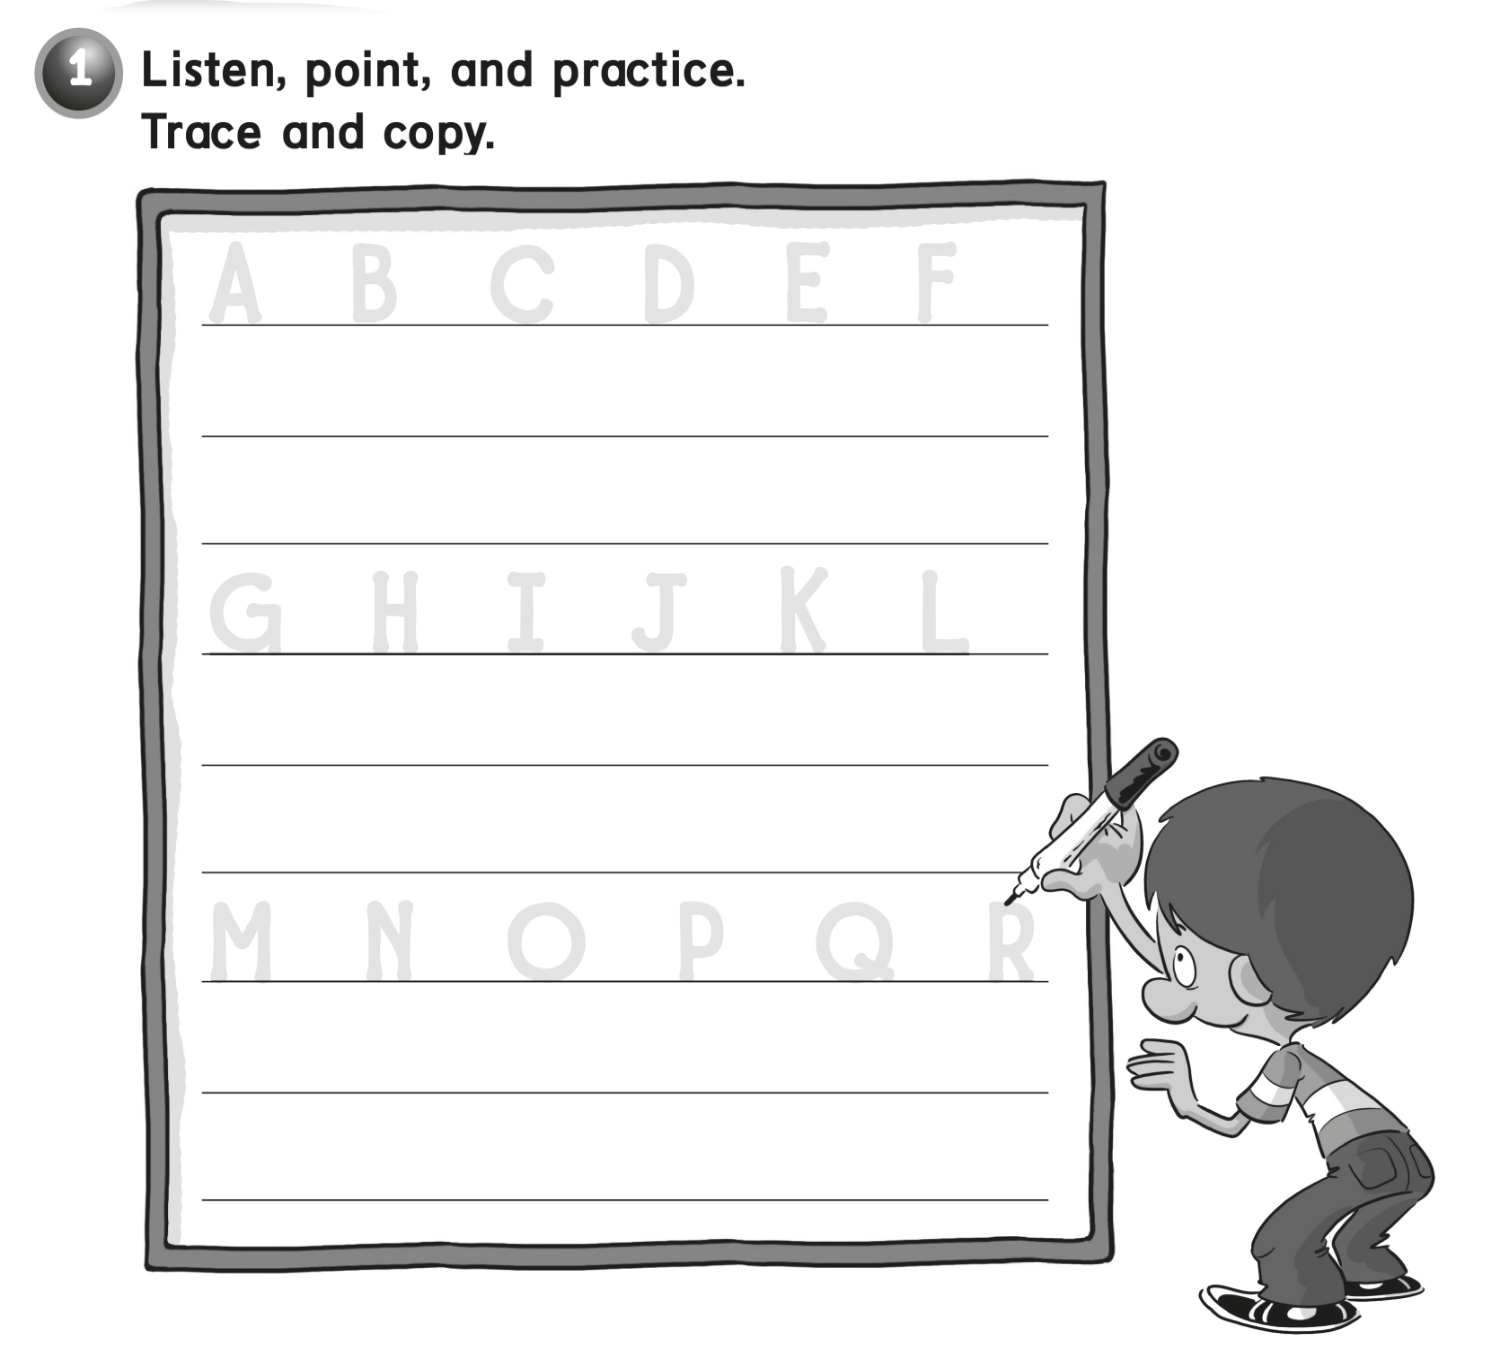 1 Listen, point, and practice.
Trace and copy.
A B C D E F
G H I J K L
M N O P Q R